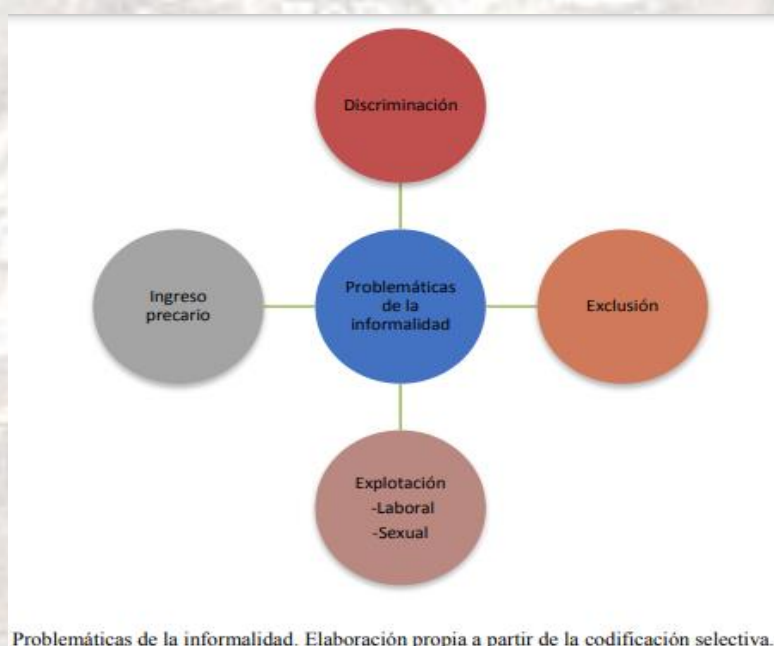 Discriminación
Ingreso
precario
Problemáticas
de la
informalidad
Exclusión
Explotación
-Laboral
-Sexual
Problemáticas de la informalidad. Elaboración propia a partir de la codificación selectiva.